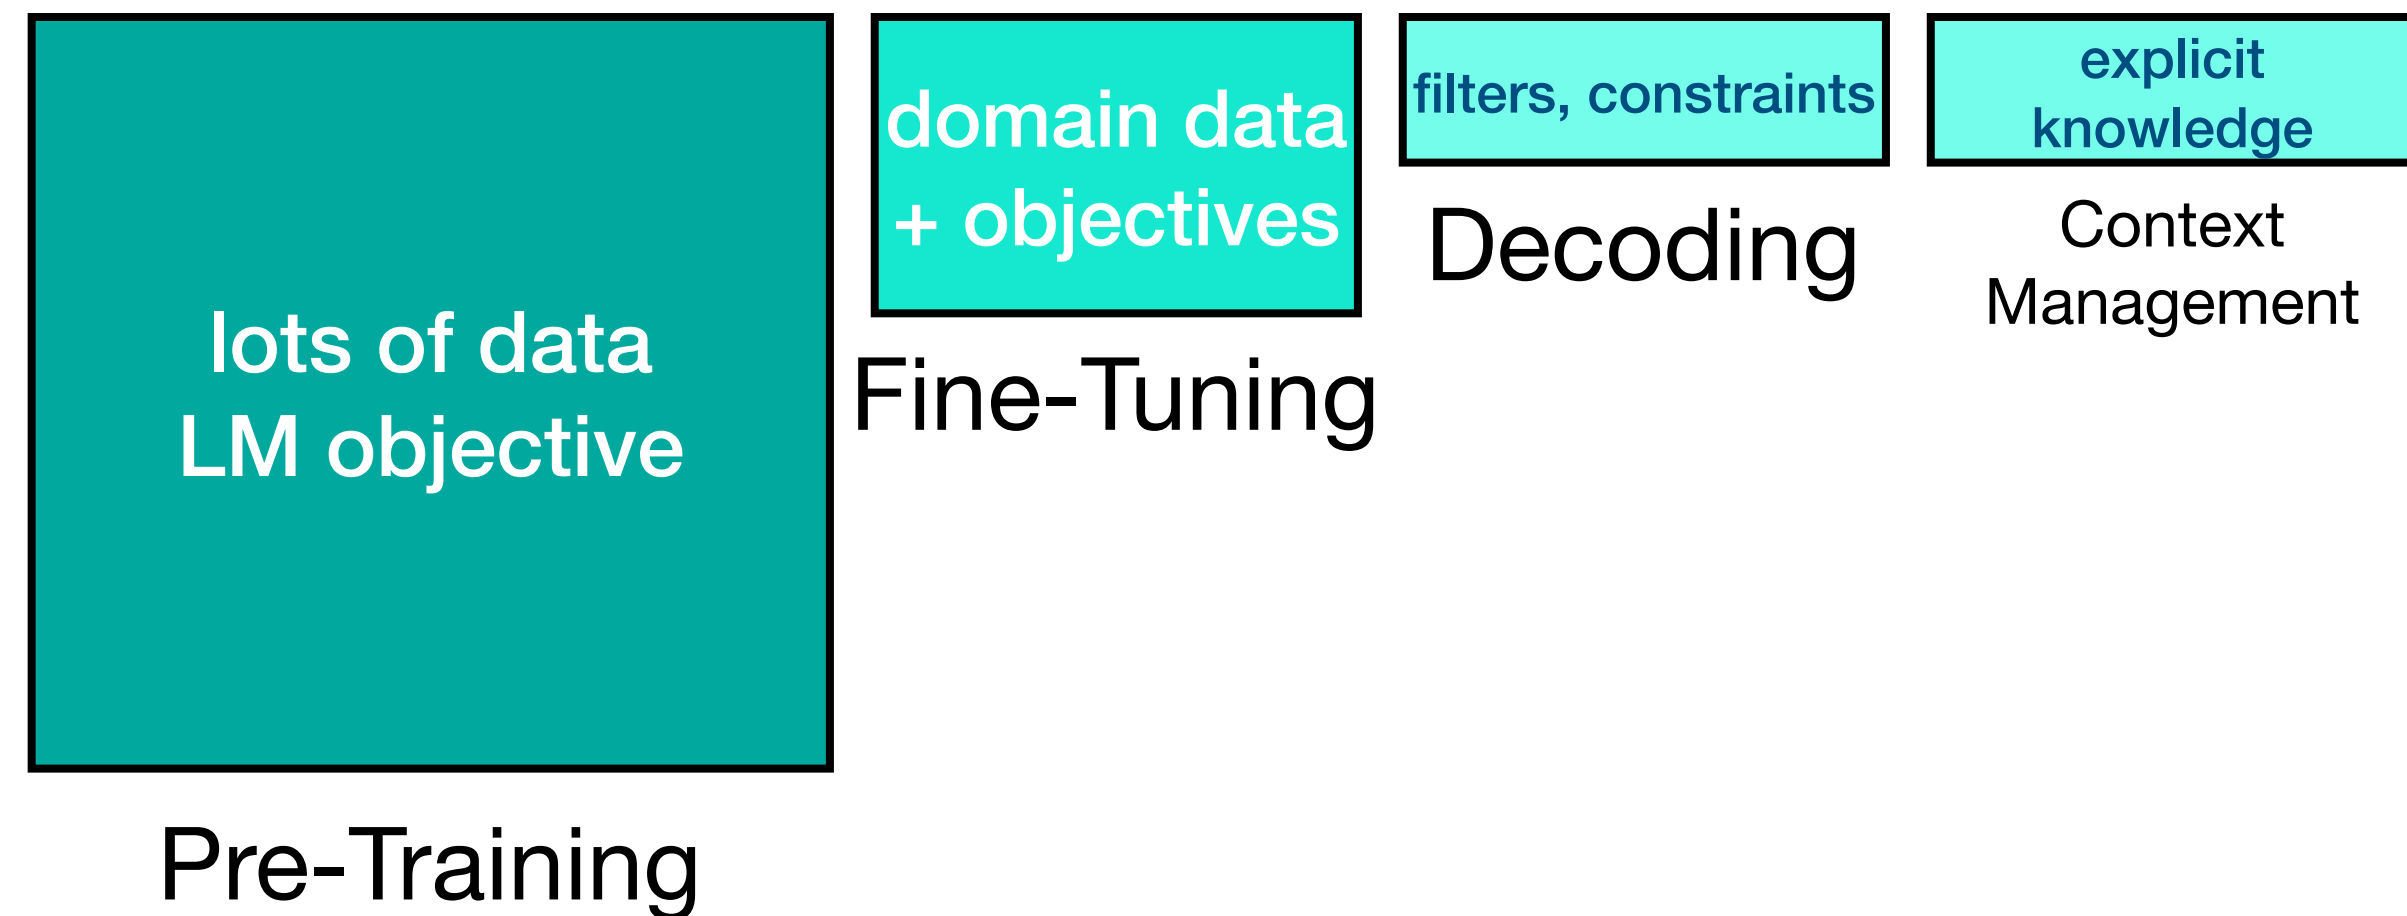 lots of data
LM objective
Pre-Training
domain data
+ objectives
Fine-Tuning
filters, constraints
Decoding
explicit
knowledge
Context
Management